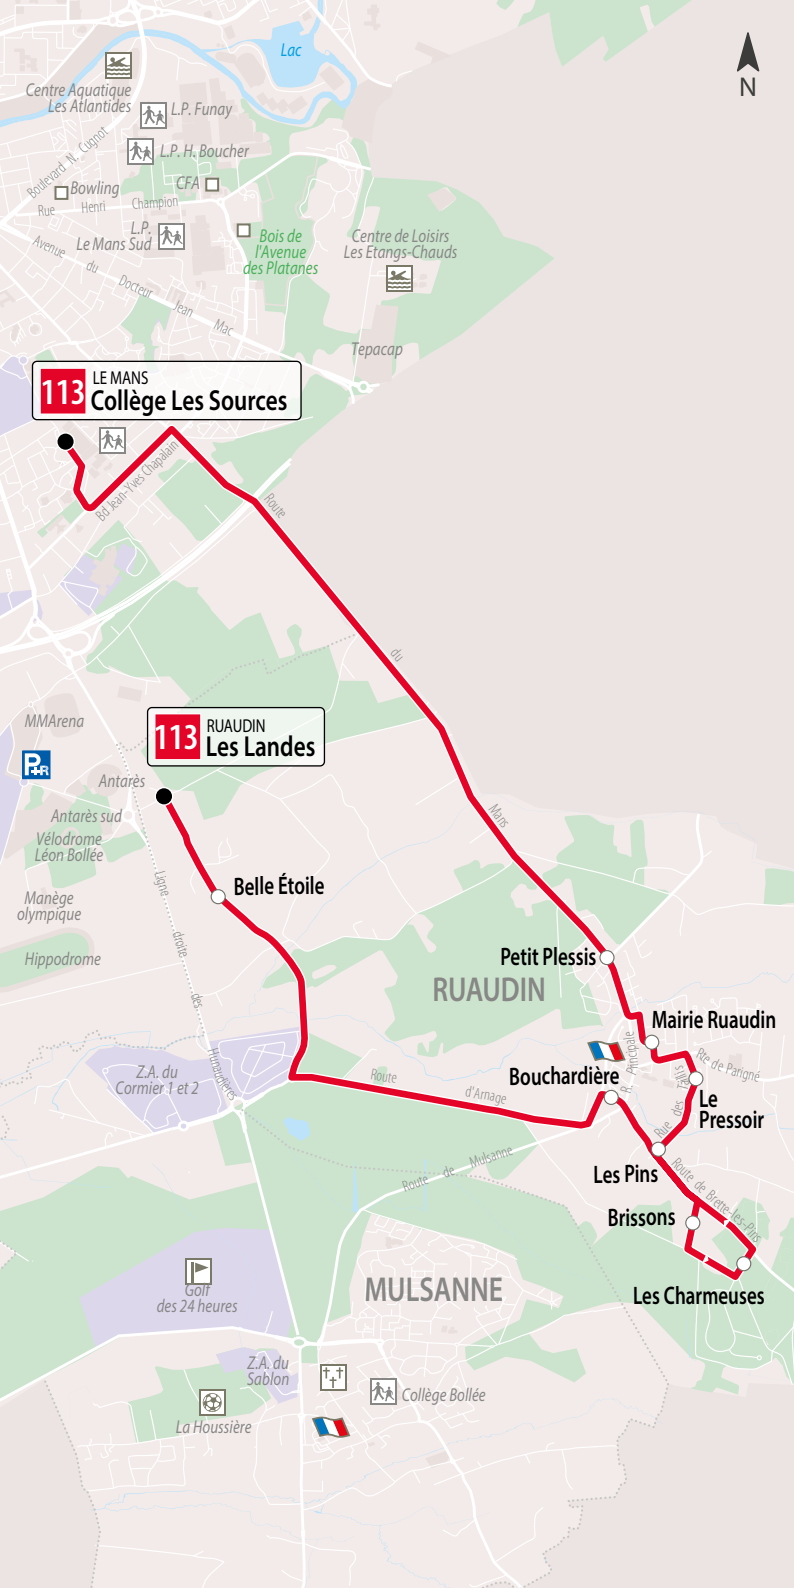 Lac
N
Centre Aquatique
Les Atlantides
L.P. Funay
Boulevard N. Cugnot
L.P. H. Boucher
CFA
Bowling
Rue Henri Champion
L.P.
Le Mans Sud
Bois de
l'Avenue
des Platanes
Centre de Loisirs
Les Etangs-Chauds
Avenue du Docteur Jean Mac
Tepacap
113
LE MANS
Collège Les Sources
Bd Jean-Yves Chapalain
Route du Mans
MMArena
P+R
113
RUAUDIN
Les Landes
Antarès
Antarès sud
Vélodrome
Léon Bollée
Belle Étoile
Manège
olympique
Hippodrome
Ligne droite des Hunaudières
Petit Plessis
RUAUDIN
Mairie Ruaudin
R. Principale
Rte de Parigné
Z.A. du
Cormier 1 et 2
Route d'Arnage
Bouchardière
Le
Pressoir
Route de Mulsanne
Les Pins
Route de Brette-les-Pins
Brissons
Les Charmeuses
Golf
des 24 heures
MULSANNE
Z.A. du
Sablon
Collège Bollée
La Houssière